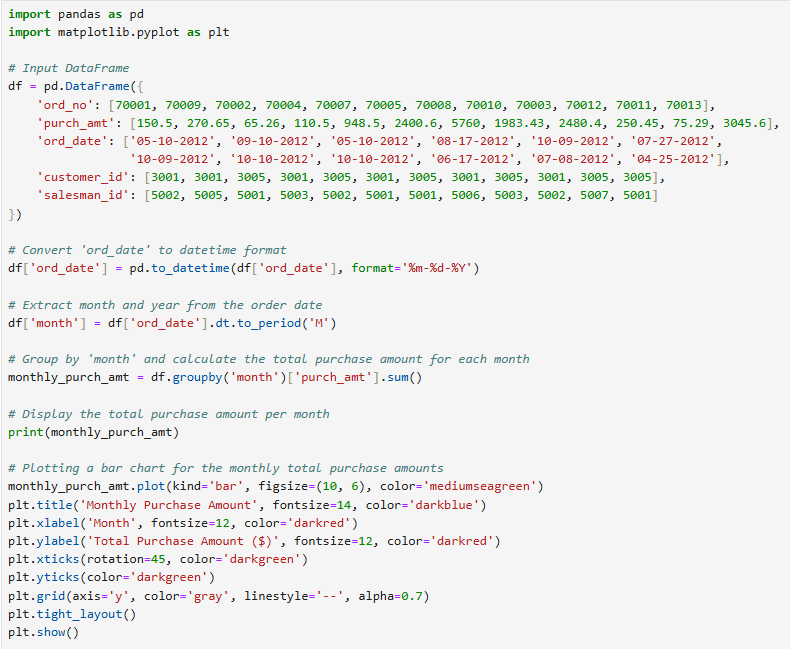 import pandas as pd
import matplotlib.pyplot as plt

# Input DataFrame
df = pd.DataFrame({
    'ord_no': [70001, 70009, 70002, 70004, 70007, 70005, 70008, 70010, 70003, 70012, 70011, 70013],
    'purch_amt': [150.5, 270.65, 65.26, 110.5, 948.5, 2400.6, 5760, 1983.43, 2480.4, 250.45, 75.29, 3045.6],
    'ord_date': ['05-10-2012', '09-10-2012', '05-10-2012', '08-17-2012', '10-09-2012', '07-27-2012',
                 '10-09-2012', '10-10-2012', '10-10-2012', '06-17-2012', '07-08-2012', '04-25-2012'],
    'customer_id': [3001, 3001, 3005, 3001, 3005, 3001, 3005, 3001, 3005, 3001, 3005, 3005],
    'salesman_id': [5002, 5005, 5001, 5003, 5002, 5001, 5001, 5006, 5003, 5002, 5007, 5001]
})

# Convert 'ord_date' to datetime format
df['ord_date'] = pd.to_datetime(df['ord_date'], format='%m-%d-%Y')

# Extract month and year from the order date
df['month'] = df['ord_date'].dt.to_period('M')

# Group by 'month' and calculate the total purchase amount for each month
monthly_purch_amt = df.groupby('month')['purch_amt'].sum()

# Display the total purchase amount per month
print(monthly_purch_amt)

# Plotting a bar chart for the monthly total purchase amounts
monthly_purch_amt.plot(kind='bar', figsize=(10, 6), color='mediumseagreen')
plt.title('Monthly Purchase Amount', fontsize=14, color='darkblue')
plt.xlabel('Month', fontsize=12, color='darkred')
plt.ylabel('Total Purchase Amount ($)', fontsize=12, color='darkred')
plt.xticks(rotation=45, color='darkgreen')
plt.yticks(color='darkgreen')
plt.grid(axis='y', color='gray', linestyle='--', alpha=0.7)
plt.tight_layout()
plt.show()